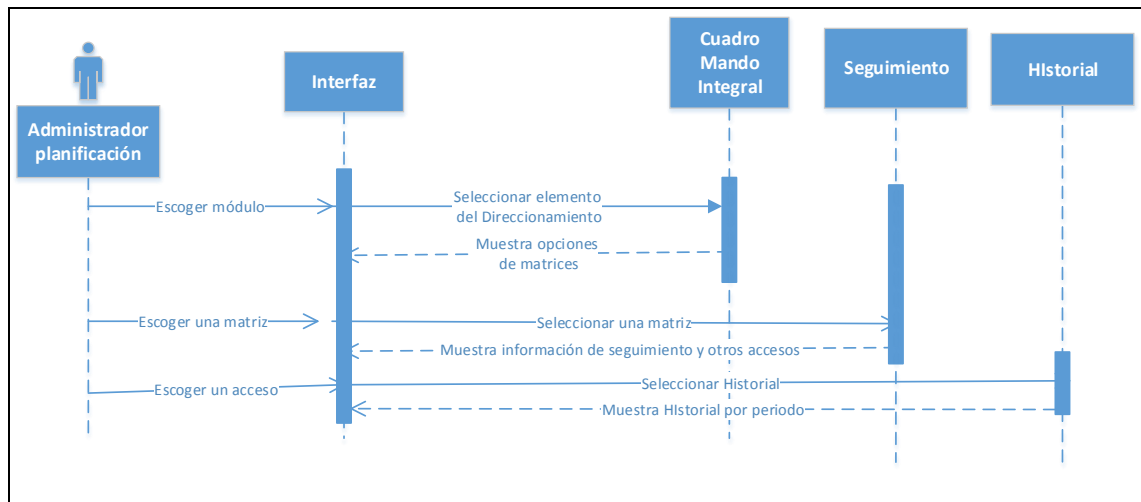 Cuadro
Mando
Integral
Interfaz
Seguimiento
HIstorial
Administrador
planificación
Escoger módulo
Seleccionar elemento
del Direccionamiento
Muestra opciones
de matrices
Escoger una matriz
Seleccionar una matriz
Muestra información de seguimiento y otros accesos
Escoger un acceso
Seleccionar Historial
Muestra HIstorial por periodo